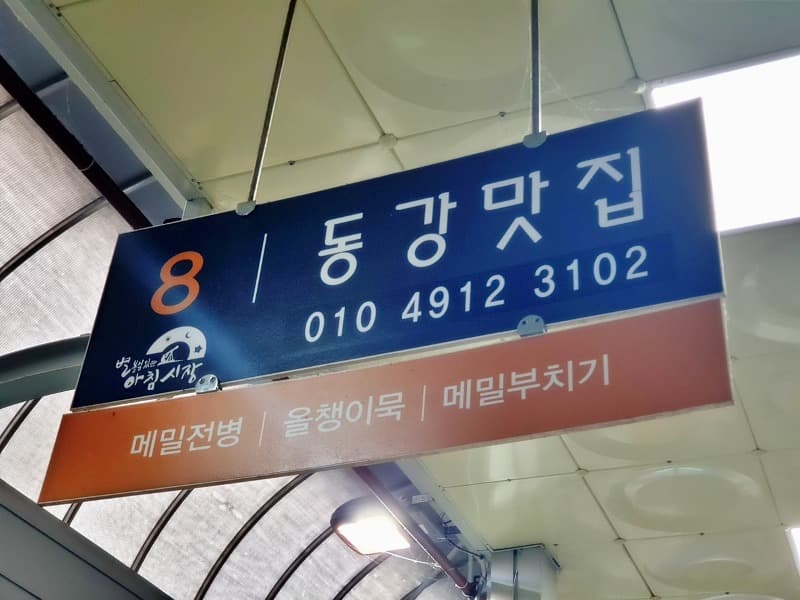 8 | 동강맛집
010 4912 3102
아침시장
메밀전병 | 올챙이묵 | 메밀부치기